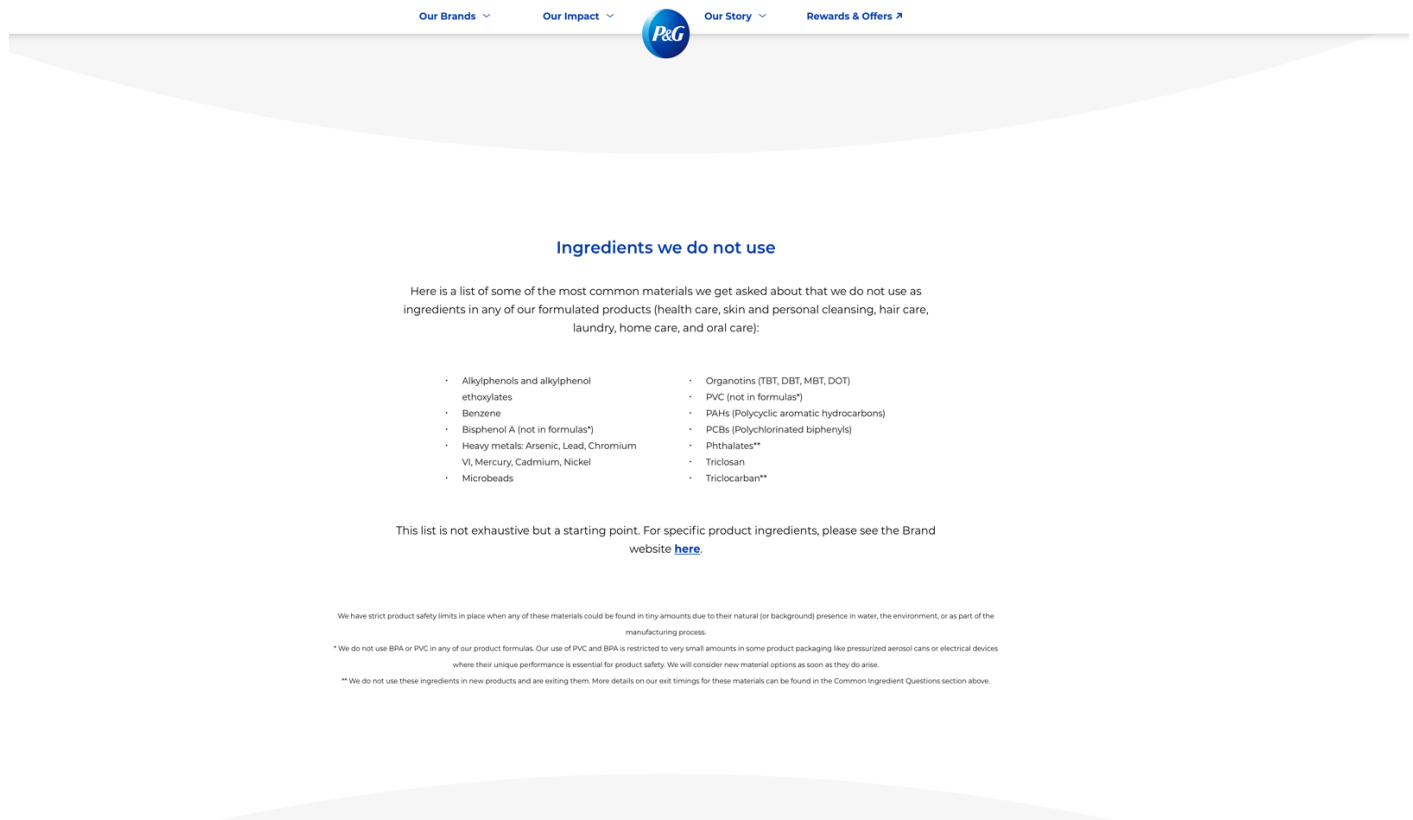 Our Brands
Our Impact
P&G
Our Story
Rewards & Offers ↗
Ingredients we do not use
Here is a list of some of the most common materials we get asked about that we do not use as
ingredients in any of our formulated products (health care, skin and personal cleansing, hair care,
laundry, home care, and oral care):
· Alkylphenols and alkylphenol
ethoxylates
· Benzene
· Bisphenol A (not in formulas*)
· Heavy metals: Arsenic, Lead, Chromium
VI, Mercury, Cadmium, Nickel
· Microbeads
· Organotins (TBT, DBT, MBT, DOT)
· PVC (not in formulas*)
· PAHs (Polycyclic aromatic hydrocarbons)
· PCBs (Polychlorinated biphenyls)
· Phthalates**
· Triclosan
· Triclocarban**
This list is not exhaustive but a starting point. For specific product ingredients, please see the Brand
website here.
We have strict product safety limits in place when any of these materials could be found in tiny amounts due to their natural (or background) presence in water, the environment, or as part of the
manufacturing process.
* We do not use BPA or PVC in any of our product formulas. Our use of PVC and BPA is restricted to very small amounts in some product packaging like pressurized aerosol cans or electrical devices
where their unique performance is essential for product safety. We will consider new material options as soon as they do arise.
** We do not use these ingredients in new products and are exiting them. More details on our exit timings for these materials can be found in the Common Ingredient Questions section above.